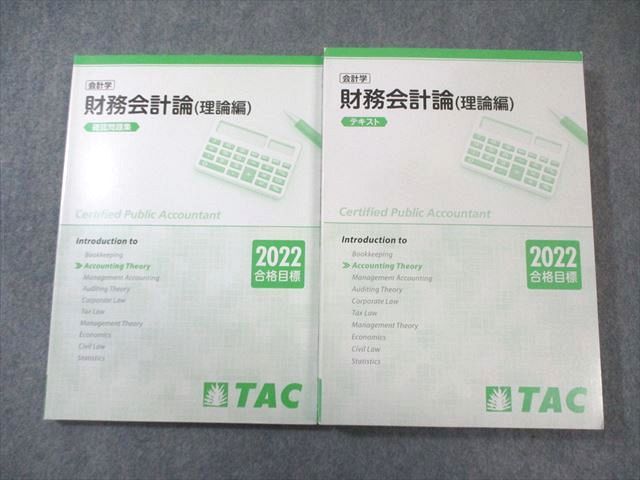 会計学
財務会計論(理論編)
確認問題集
Certified Public Accountant
Introduction to
Bookkeeping
Accounting Theory
Management Accounting
Auditing Theory
Corporate Law
Tax Law
Management Theory
Economics
Civil Law
Statistics
2022
合格目標
TAC
会計学
財務会計論(理論編)
テキスト
Certified Public Accountant
Introduction to
Bookkeeping
Accounting Theory
Management Accounting
Auditing Theory
Corporate Law
Tax Law
Management Theory
Economics
Civil Law
Statistics
2022
合格目標
TAC